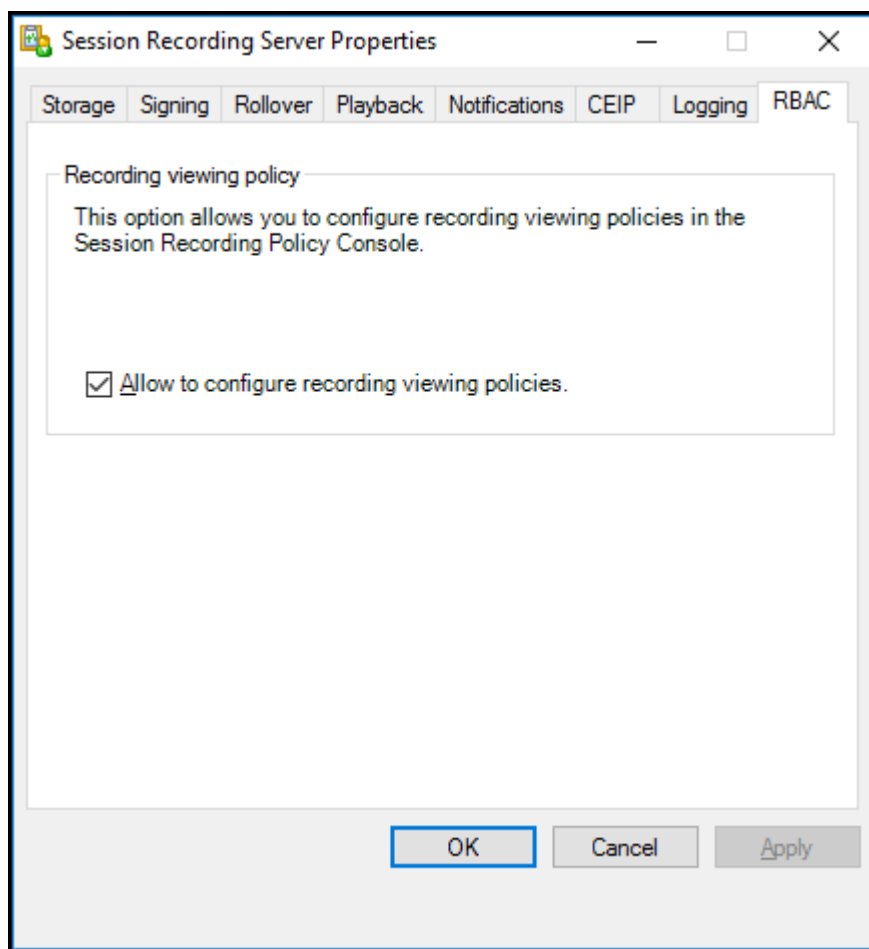 Session Recording Server Properties
Storage Signing Rollover Playback Notifications CEIP Logging RBAC
Recording viewing policy
This option allows you to configure recording viewing policies in the
Session Recording Policy Console.
Allow to configure recording viewing policies.
OK Cancel Apply